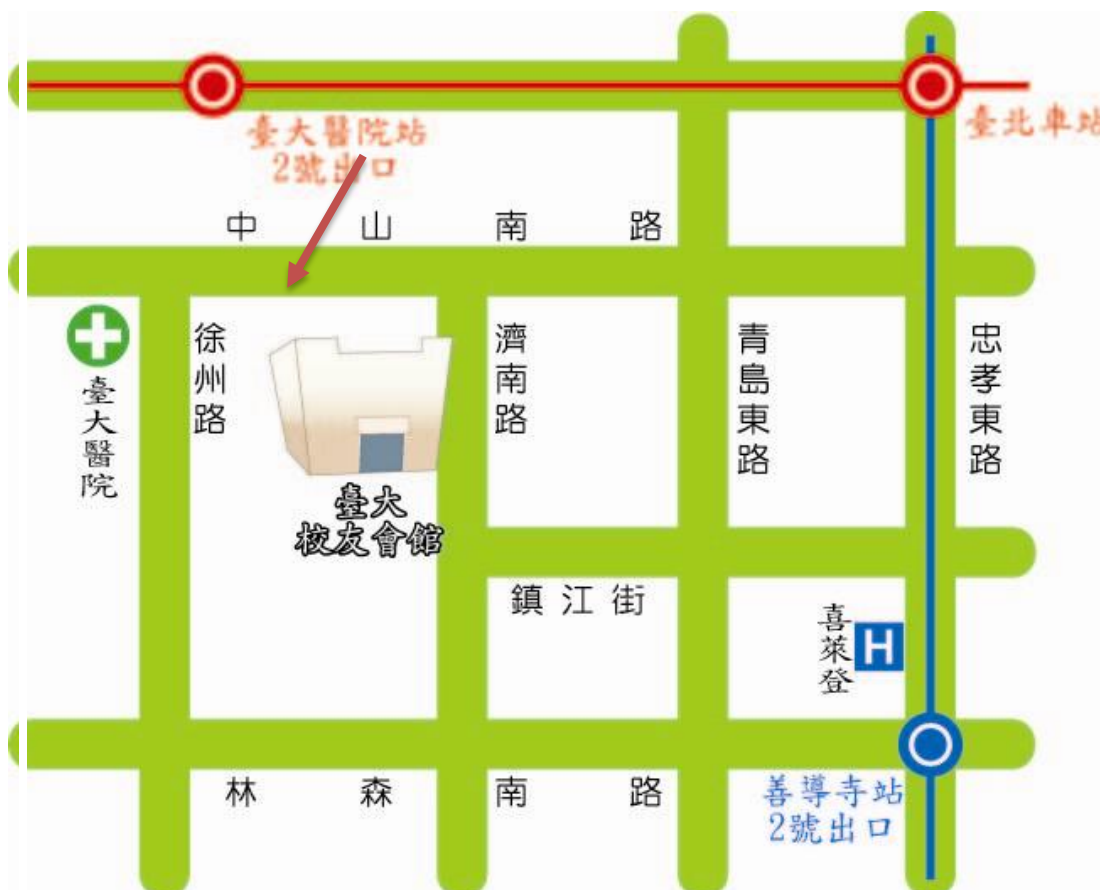 臺大醫院站
2號出口
臺北車站
中山南路
徐州路
濟南路
青島東路
忠孝東路
臺大醫院
臺大
校友會館
鎮江街
喜萊登
H
林森南路
善導寺站
2號出口